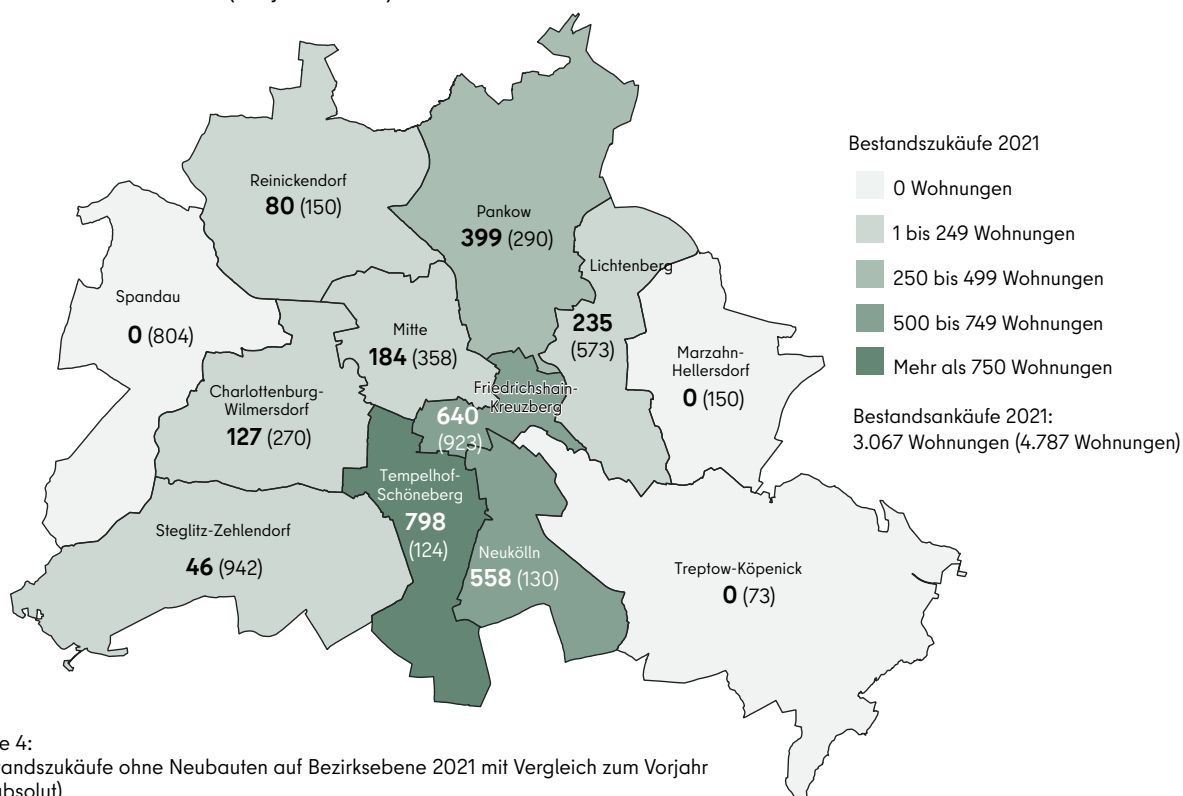 Reinickendorf
80 (150)
Pankow
399 (290)
Lichtenberg
235
(573)
Spandau
0 (804)
Mitte
184 (358)
Marzahn-
Hellersdorf
0 (150)
Charlottenburg-
Wilmersdorf
127 (270)
Friedrichshain-
Kreuzberg
640
(923)
Tempelhof-
Schöneberg
798
(124)
Steglitz-Zehlendorf
46 (942)
Neukölln
558 (130)
Treptow-Köpenick
0 (73)
Bestandszukäufe 2021
0 Wohnungen
1 bis 249 Wohnungen
250 bis 499 Wohnungen
500 bis 749 Wohnungen
Mehr als 750 Wohnungen
Bestandsankäufe 2021:
3.067 Wohnungen (4.787 Wohnungen)
e 4:
andszukäufe ohne Neubauten auf Bezirksebene 2021 mit Vergleich zum Vorjahr
absolut)